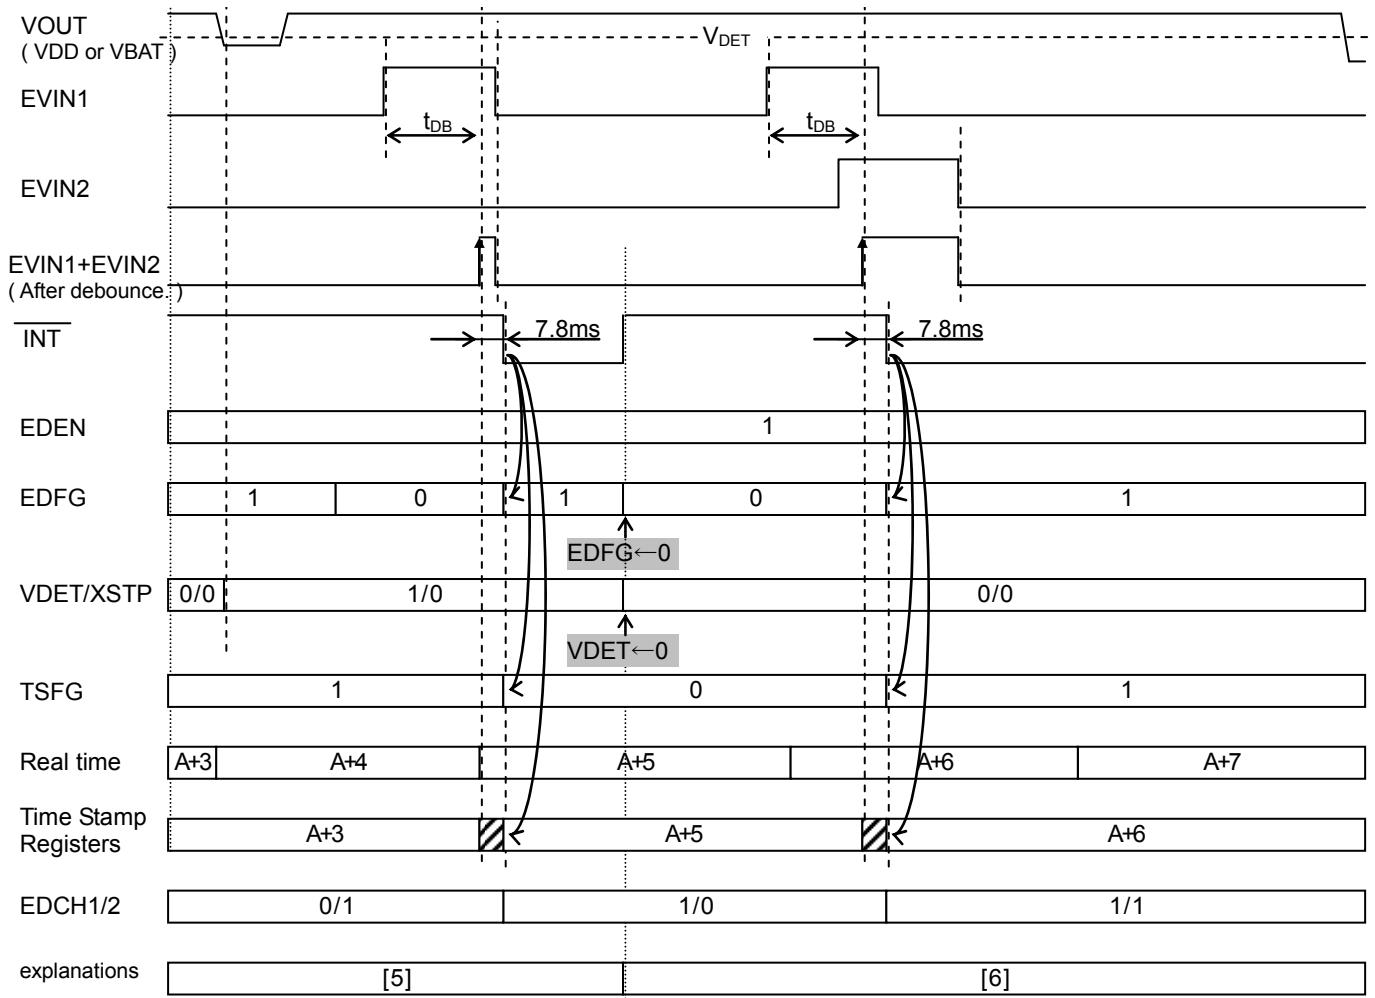 VOUT
( VDD or VBAT )
VDET
EVIN1
tDB
tDB
EVIN2
EVIN1+EVIN2
( After debounce. )
INT
7.8ms
7.8ms
EDEN
1
EDFG
1
0
1
0
1
EDFG←0
VDET/XSTP
0/0
1/0
0/0
VDET←0
TSFG
1
0
1
Real time
A+3
A+4
A+5
A+6
A+7
Time Stamp
Registers
A+3
A+5
A+6
EDCH1/2
0/1
1/0
1/1
explanations
[5]
[6]